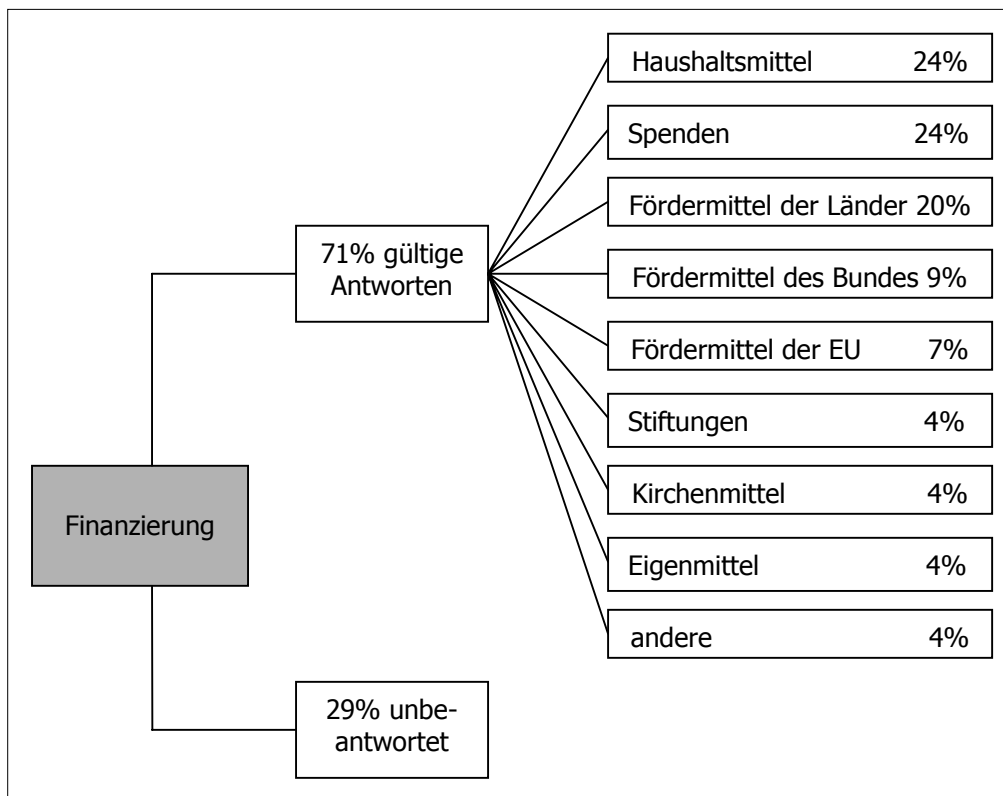 Finanzierung
71% gültige
Antworten
29% unbe-
antwortet
Haushaltsmittel 24%
Spenden 24%
Fördermittel der Länder 20%
Fördermittel des Bundes 9%
Fördermittel der EU 7%
Stiftungen 4%
Kirchenmittel 4%
Eigenmittel 4%
andere 4%